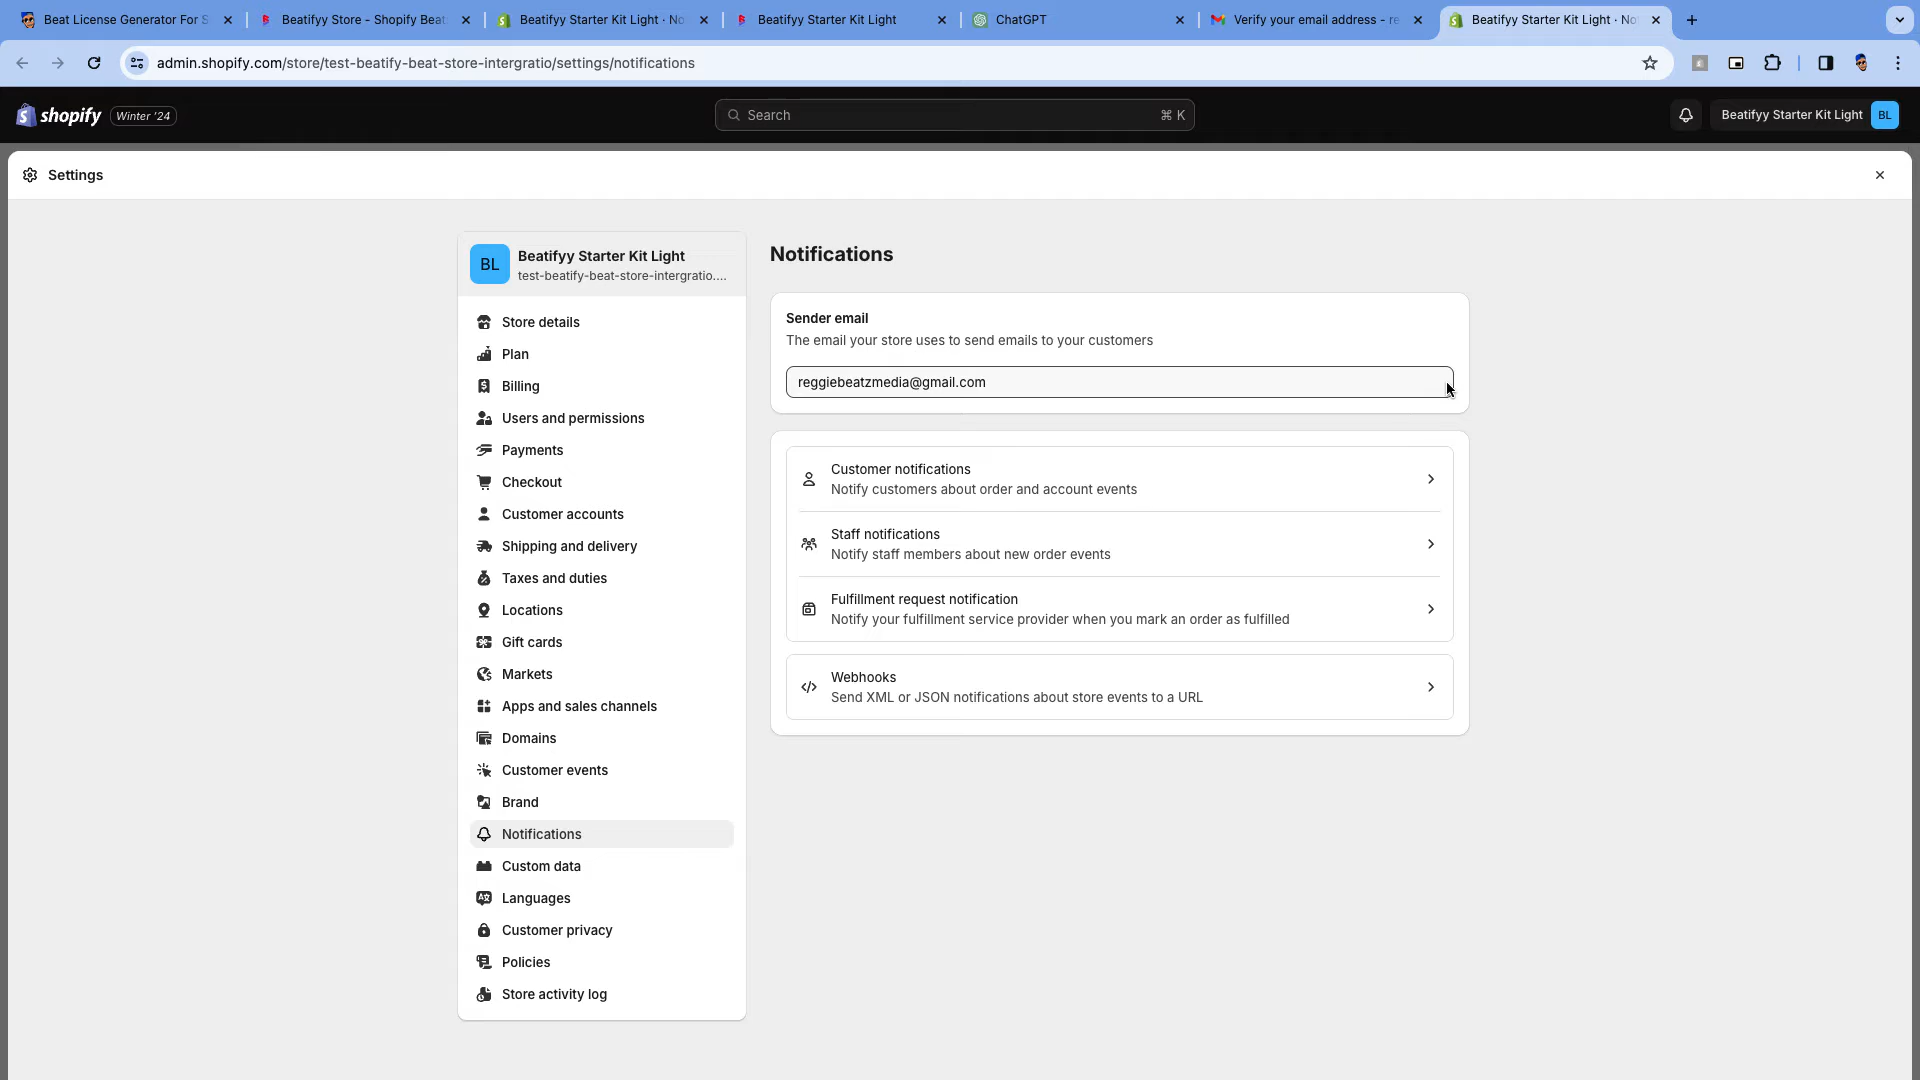 Beat License Generator For S
Beatifyy Store - Shopify Beat
Beatifyy Starter Kit Light · No
Beatifyy Starter Kit Light
ChatGPT
Verify your email address - re
Beatifyy Starter Kit Light · No
admin.shopify.com/store/test-beatify-beat-store-intergratio/settings/notifications
shopify
Winter '24
Search
⌘ K
Beatifyy Starter Kit Light
BL
Settings
BL
Beatifyy Starter Kit Light
test-beatify-beat-store-intergratio....
Store details
Plan
Billing
Users and permissions
Payments
Checkout
Customer accounts
Shipping and delivery
Taxes and duties
Locations
Gift cards
Markets
Apps and sales channels
Domains
Customer events
Brand
Notifications
Custom data
Languages
Customer privacy
Policies
Store activity log
Notifications
Sender email
The email your store uses to send emails to your customers
reggiebeatzmedia@gmail.com
Customer notifications
Notify customers about order and account events
Staff notifications
Notify staff members about new order events
Fulfillment request notification
Notify your fulfillment service provider when you mark an order as fulfilled
Webhooks
Send XML or JSON notifications about store events to a URL